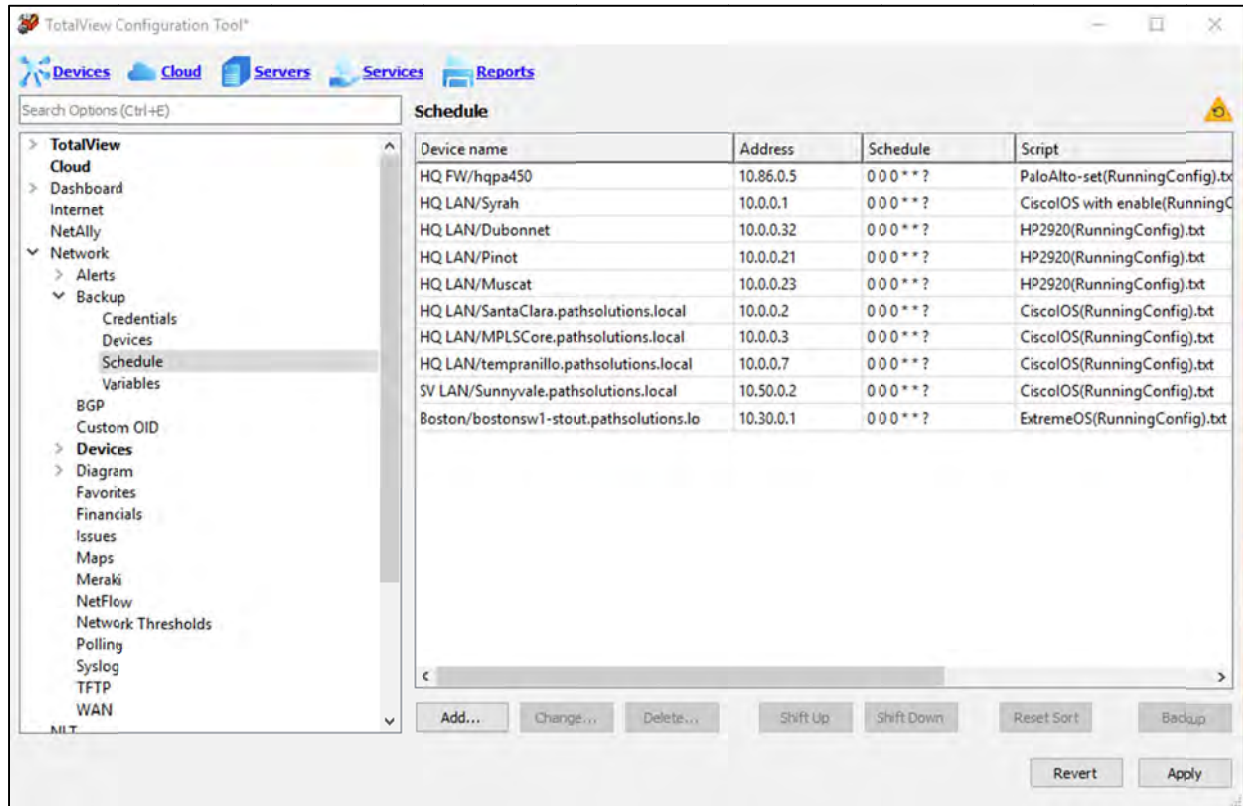 TotalView Configuration Tool*
Devices Cloud Servers Services Reports
Search Options (Ctrl+E)
TotalView
Cloud
Dashboard
Internet
NetAlly
Network
Alerts
Backup
Credentials
Devices
Schedule
Variables
BGP
Custom OID
Devices
Diagram
Favorites
Financials
Issues
Maps
Meraki
NetFlow
Network Thresholds
Polling
Syslog
TFTP
WAN
Schedule
Device name Address Schedule Script
HQ FW/hqpa450 10.86.0.5 0 0 0 * * ? PaloAlto-set(RunningConfig).tx
HQ LAN/Syrah 10.0.0.1 0 0 0 * * ? CiscoIOS with enable(RunningC
HQ LAN/Dubonnet 10.0.0.32 0 0 0 * * ? HP2920(RunningConfig).txt
HQ LAN/Pinot 10.0.0.21 0 0 0 * * ? HP2920(RunningConfig).txt
HQ LAN/Muscat 10.0.0.23 0 0 0 * * ? HP2920(RunningConfig).txt
HQ LAN/SantaClara.pathsolutions.local 10.0.0.2 0 0 0 * * ? CiscoIOS(RunningConfig).txt
HQ LAN/MPLSCore.pathsolutions.local 10.0.0.3 0 0 0 * * ? CiscoIOS(RunningConfig).txt
HQ LAN/tempranillo.pathsolutions.local 10.0.0.7 0 0 0 * * ? CiscoIOS(RunningConfig).txt
SV LAN/Sunnyvale.pathsolutions.local 10.50.0.2 0 0 0 * * ? CiscoIOS(RunningConfig).txt
Boston/bostonsw1-stout.pathsolutions.lo 10.30.0.1 0 0 0 * * ? ExtremeOS(RunningConfig).txt
Add... Change... Delete... Shift Up Shift Down Reset Sort Backup
Revert Apply